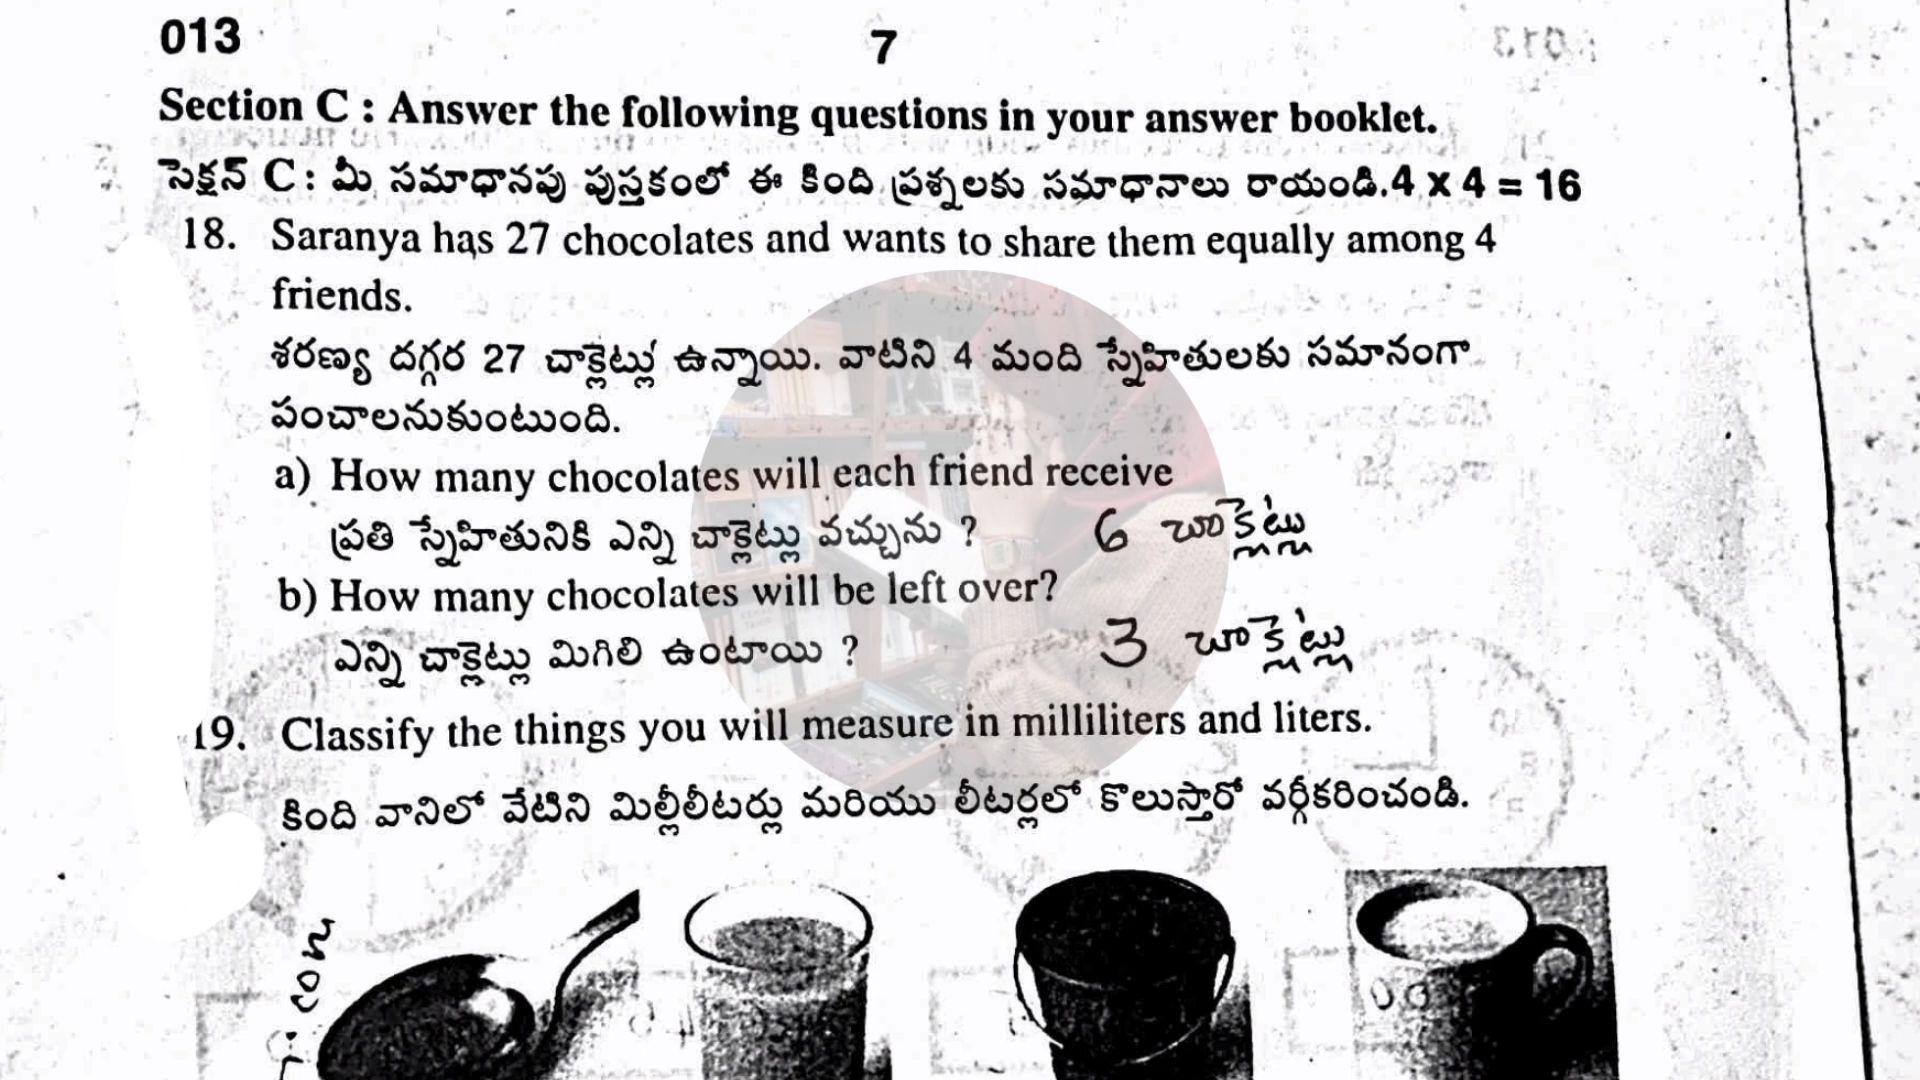 013
7
Section C : Answer the following questions in your answer booklet.
సెక్షన్ C : మీ సమాధానపు పుస్తకంలో ఈ కింది ప్రశ్నలకు సమాధానాలు రాయండి. 4 x 4 = 16
18. Saranya has 27 chocolates and wants to share them equally among 4
friends.
శరణ్య దగ్గర 27 చాక్లెట్లు ఉన్నాయి. వాటిని 4 మంది స్నేహితులకు సమానంగా
పంచాలనుకుంటుంది.
a) How many chocolates will each friend receive
ప్రతి స్నేహితునికి ఎన్ని చాక్లెట్లు వచ్చును ? 6 చాక్లెట్లు
b) How many chocolates will be left over?
ఎన్ని చాక్లెట్లు మిగిలి ఉంటాయి ? 3 చాక్లెట్లు
19. Classify the things you will measure in milliliters and liters.
కింది వానిలో వేటిని మిల్లీలీటర్లు మరియు లీటర్లలో కొలుస్తారో వర్గీకరించండి.